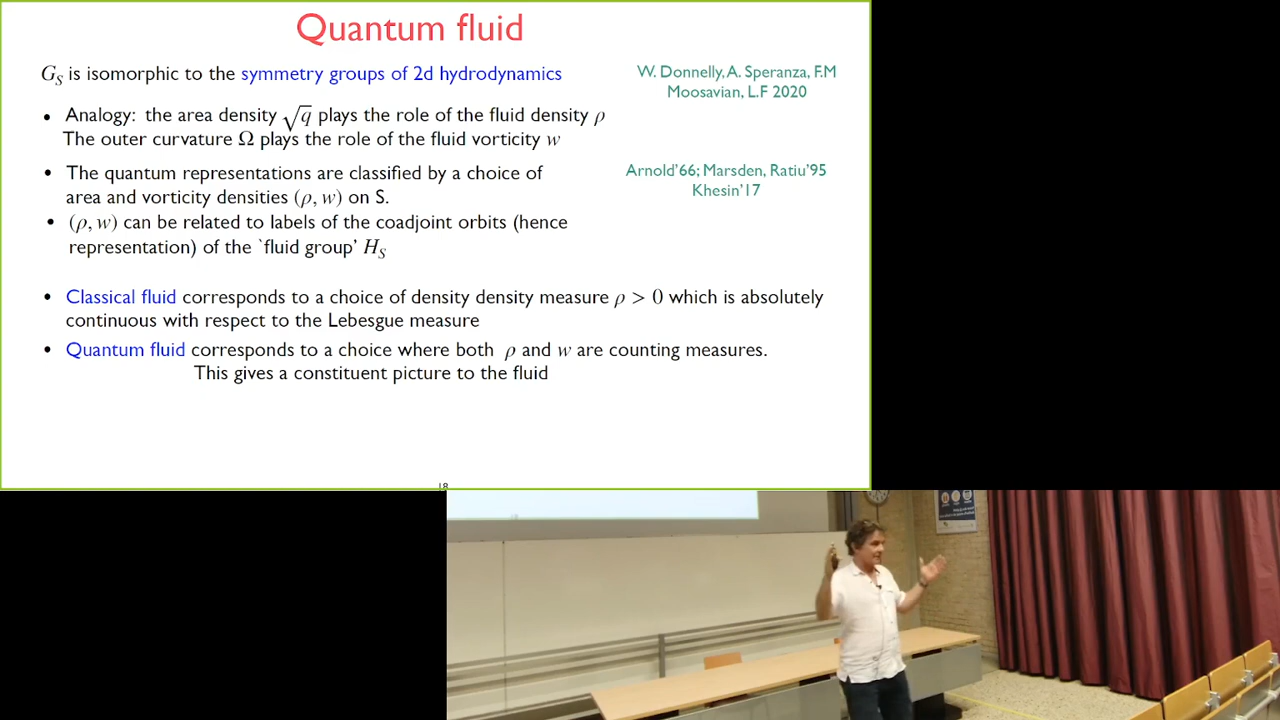 Quantum fluid
G_S is isomorphic to the symmetry groups of 2d hydrodynamics
W. Donnelly, A. Speranza, F.M
Moosavian, L.F 2020
• Analogy: the area density √q plays the role of the fluid density ρ
The outer curvature Ω plays the role of the fluid vorticity w
• The quantum representations are classified by a choice of
area and vorticity densities (ρ, w) on S.
Arnold'66; Marsden, Ratiu'95
Khesin'17
• (ρ, w) can be related to labels of the coadjoint orbits (hence
representation) of the `fluid group' H_S
• Classical fluid corresponds to a choice of density density measure ρ > 0 which is absolutely
continuous with respect to the Lebesgue measure
• Quantum fluid corresponds to a choice where both ρ and w are counting measures.
This gives a constituent picture to the fluid
18